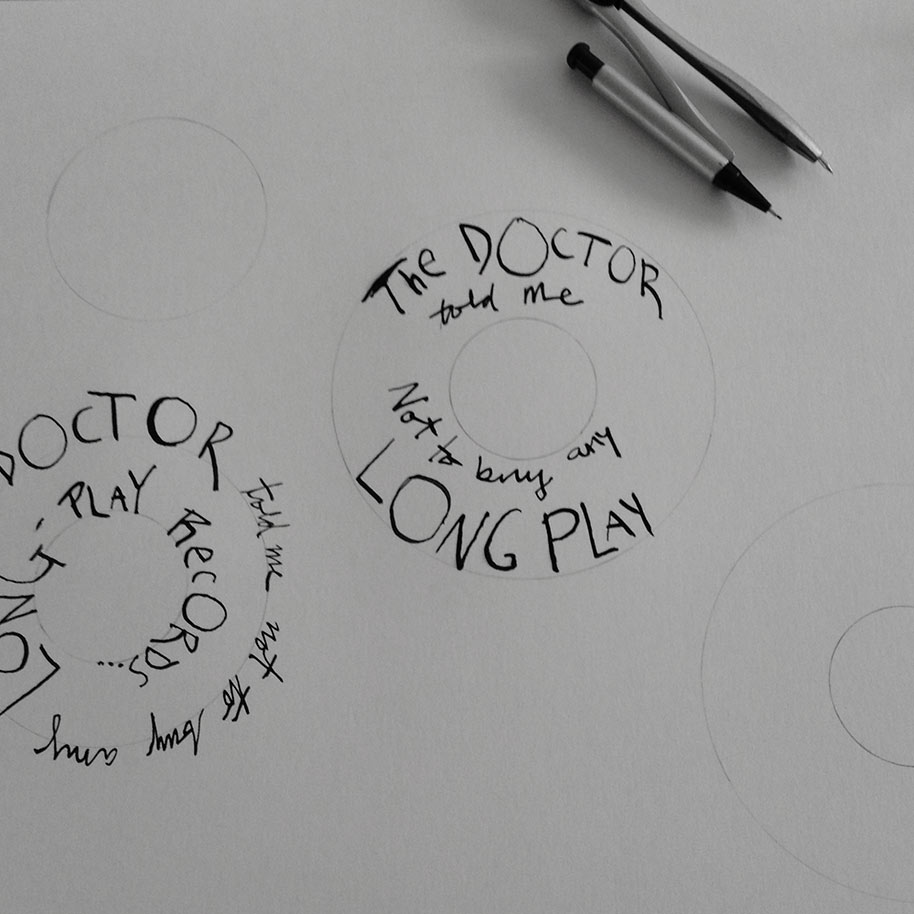 The DOCTOR
told me
Not to buy any
LONG PLAY
DOCTOR
told me not to buy any
LONG-
PLAY RECORDS...